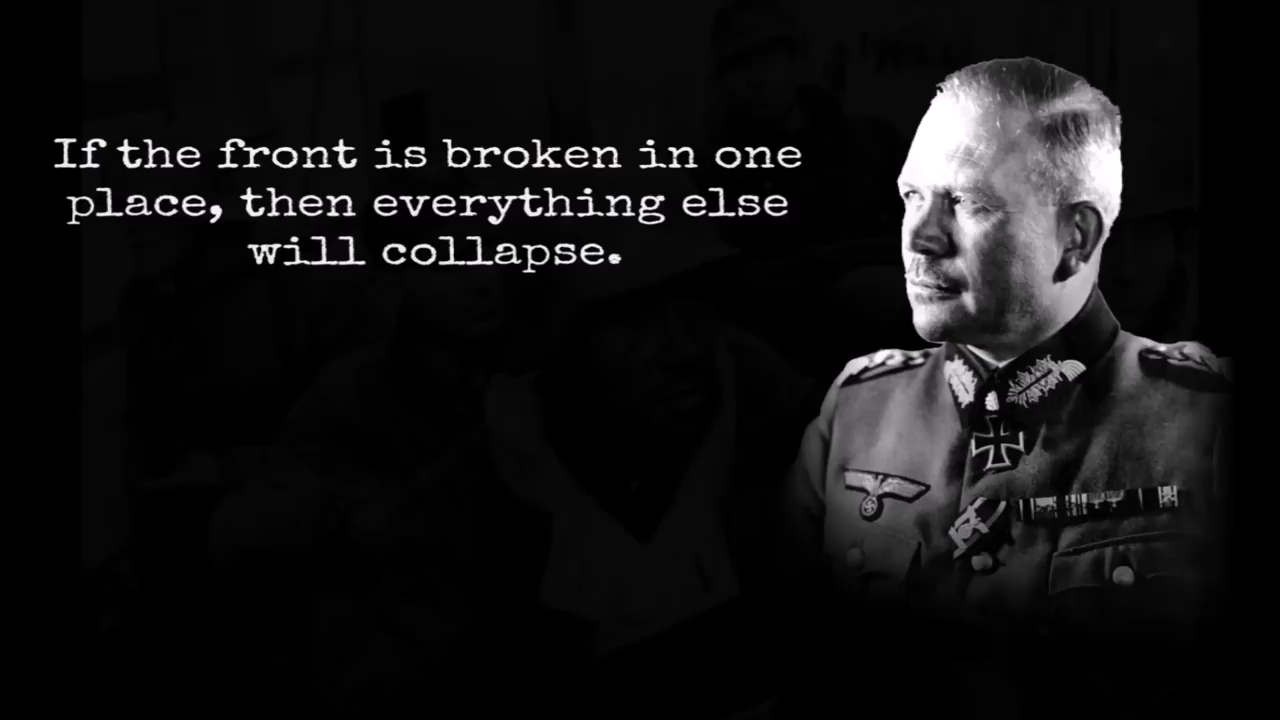 If the front is broken in one
place, then everything else
will collapse.